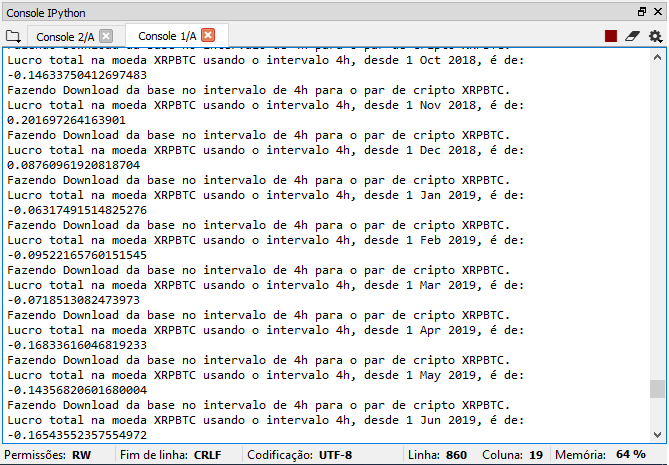 Console IPython
Console 2/A
Console 1/A
Fazendo Download da base no intervalo de 4h para o par de cripto XRPBTC.
Lucro total na moeda XRPBTC usando o intervalo 4h, desde 1 Oct 2018, é de:
-0.14633750412697483
Fazendo Download da base no intervalo de 4h para o par de cripto XRPBTC.
Lucro total na moeda XRPBTC usando o intervalo 4h, desde 1 Nov 2018, é de:
0.201697264163901
Fazendo Download da base no intervalo de 4h para o par de cripto XRPBTC.
Lucro total na moeda XRPBTC usando o intervalo 4h, desde 1 Dec 2018, é de:
0.08760961920818704
Fazendo Download da base no intervalo de 4h para o par de cripto XRPBTC.
Lucro total na moeda XRPBTC usando o intervalo 4h, desde 1 Jan 2019, é de:
-0.06317491514825276
Fazendo Download da base no intervalo de 4h para o par de cripto XRPBTC.
Lucro total na moeda XRPBTC usando o intervalo 4h, desde 1 Feb 2019, é de:
-0.09522165760151545
Fazendo Download da base no intervalo de 4h para o par de cripto XRPBTC.
Lucro total na moeda XRPBTC usando o intervalo 4h, desde 1 Mar 2019, é de:
-0.0718513082473973
Fazendo Download da base no intervalo de 4h para o par de cripto XRPBTC.
Lucro total na moeda XRPBTC usando o intervalo 4h, desde 1 Apr 2019, é de:
-0.16833616046819233
Fazendo Download da base no intervalo de 4h para o par de cripto XRPBTC.
Lucro total na moeda XRPBTC usando o intervalo 4h, desde 1 May 2019, é de:
-0.14356820601680004
Fazendo Download da base no intervalo de 4h para o par de cripto XRPBTC.
Lucro total na moeda XRPBTC usando o intervalo 4h, desde 1 Jun 2019, é de:
-0.16543552357554972
Permissões: RW Fim de linha: CRLF Codificação: UTF-8 Linha: 860 Coluna: 19 Memória: 64 %